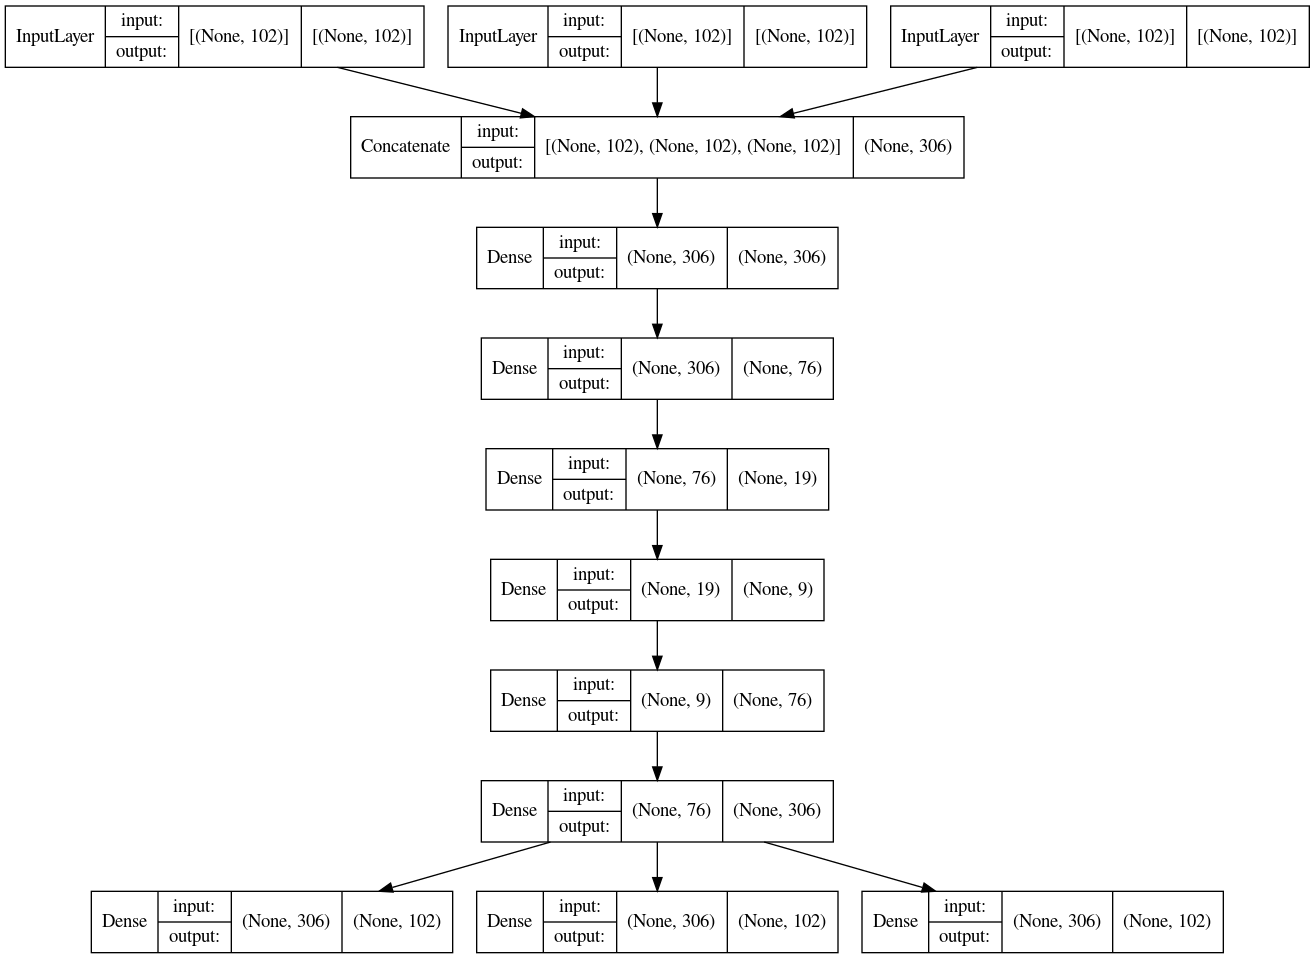 InputLayer input: output: [(None, 102)] [(None, 102)]
InputLayer input: output: [(None, 102)] [(None, 102)]
InputLayer input: output: [(None, 102)] [(None, 102)]
Concatenate input: output: [(None, 102), (None, 102), (None, 102)] (None, 306)
Dense input: output: (None, 306) (None, 306)
Dense input: output: (None, 306) (None, 76)
Dense input: output: (None, 76) (None, 19)
Dense input: output: (None, 19) (None, 9)
Dense input: output: (None, 9) (None, 76)
Dense input: output: (None, 76) (None, 306)
Dense input: output: (None, 306) (None, 102)
Dense input: output: (None, 306) (None, 102)
Dense input: output: (None, 306) (None, 102)